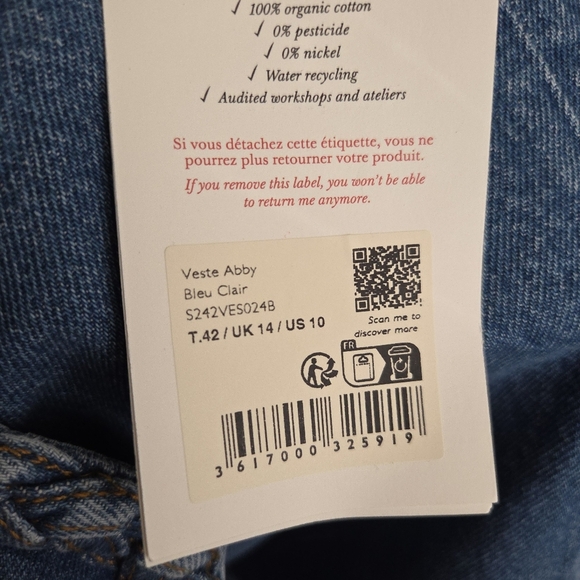 ✓ 100% organic cotton
✓ 0% pesticide
✓ 0% nickel
✓ Water recycling
✓ Audited workshops and ateliers
Si vous détachez cette étiquette, vous ne
pourrez plus retourner votre produit.
If you remove this label, you won't be able
to return me anymore.
Veste Abby
Bleu Clair
S242VES024B
T.42 / UK 14 / US 10
Scan me to
discover more
FR
3 617000 325919